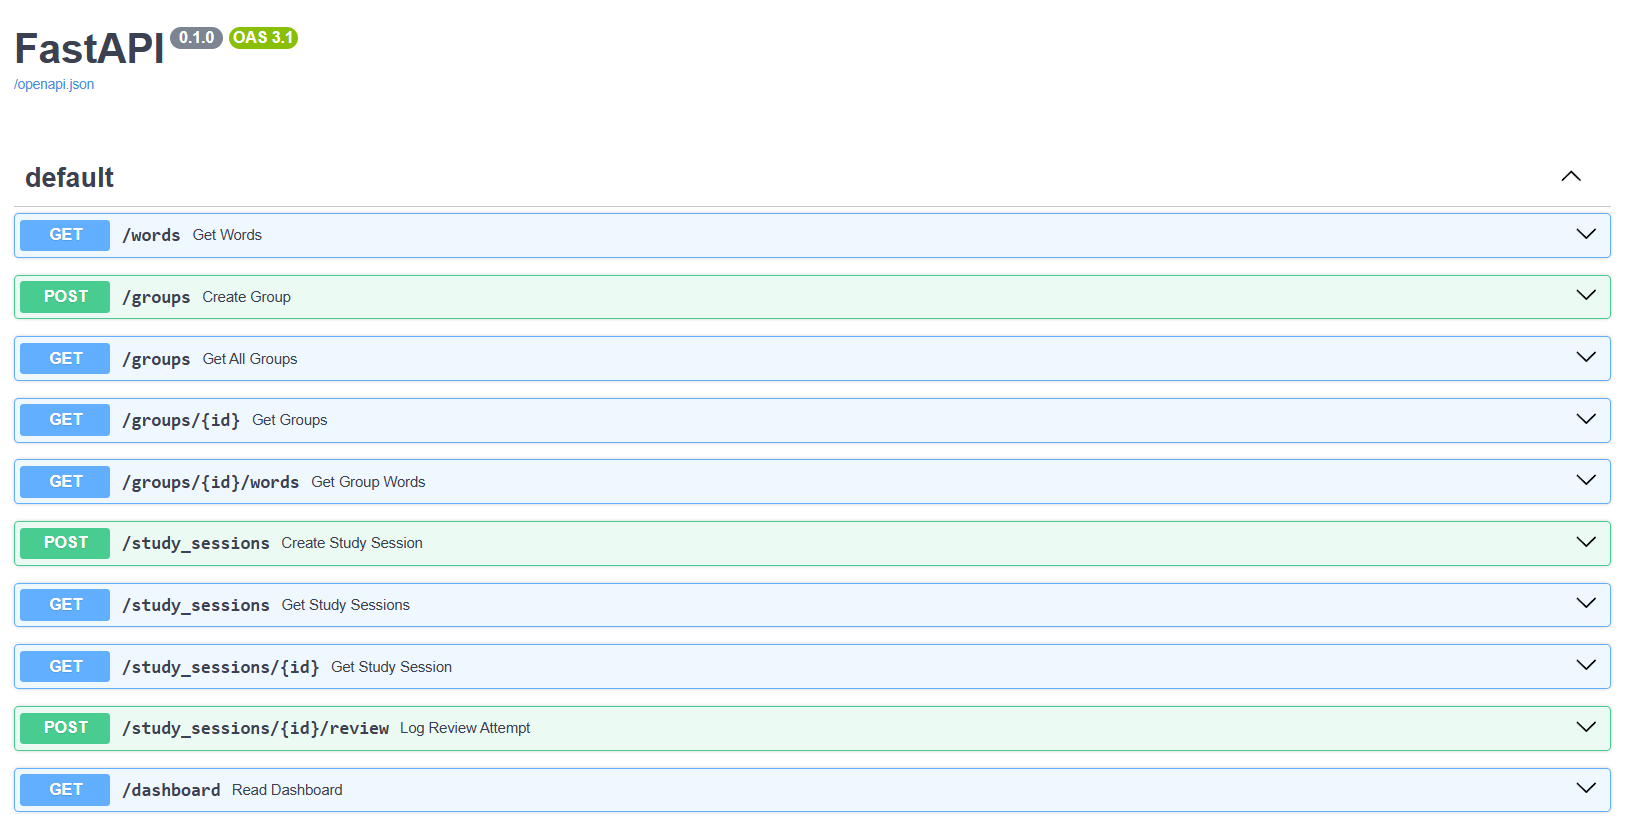 FastAPI 0.1.0 OAS 3.1
/openapi.json
default
GET /words Get Words
POST /groups Create Group
GET /groups Get All Groups
GET /groups/{id} Get Groups
GET /groups/{id}/words Get Group Words
POST /study_sessions Create Study Session
GET /study_sessions Get Study Sessions
GET /study_sessions/{id} Get Study Session
POST /study_sessions/{id}/review Log Review Attempt
GET /dashboard Read Dashboard